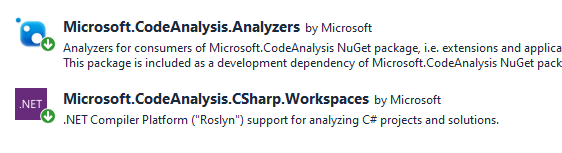 Microsoft.CodeAnalysis.Analyzers by Microsoft
Analyzers for consumers of Microsoft.CodeAnalysis NuGet package, i.e. extensions and applica
This package is included as a development dependency of Microsoft.CodeAnalysis NuGet pack
.NET Microsoft.CodeAnalysis.CSharp.Workspaces by Microsoft
.NET Compiler Platform ("Roslyn") support for analyzing C# projects and solutions.